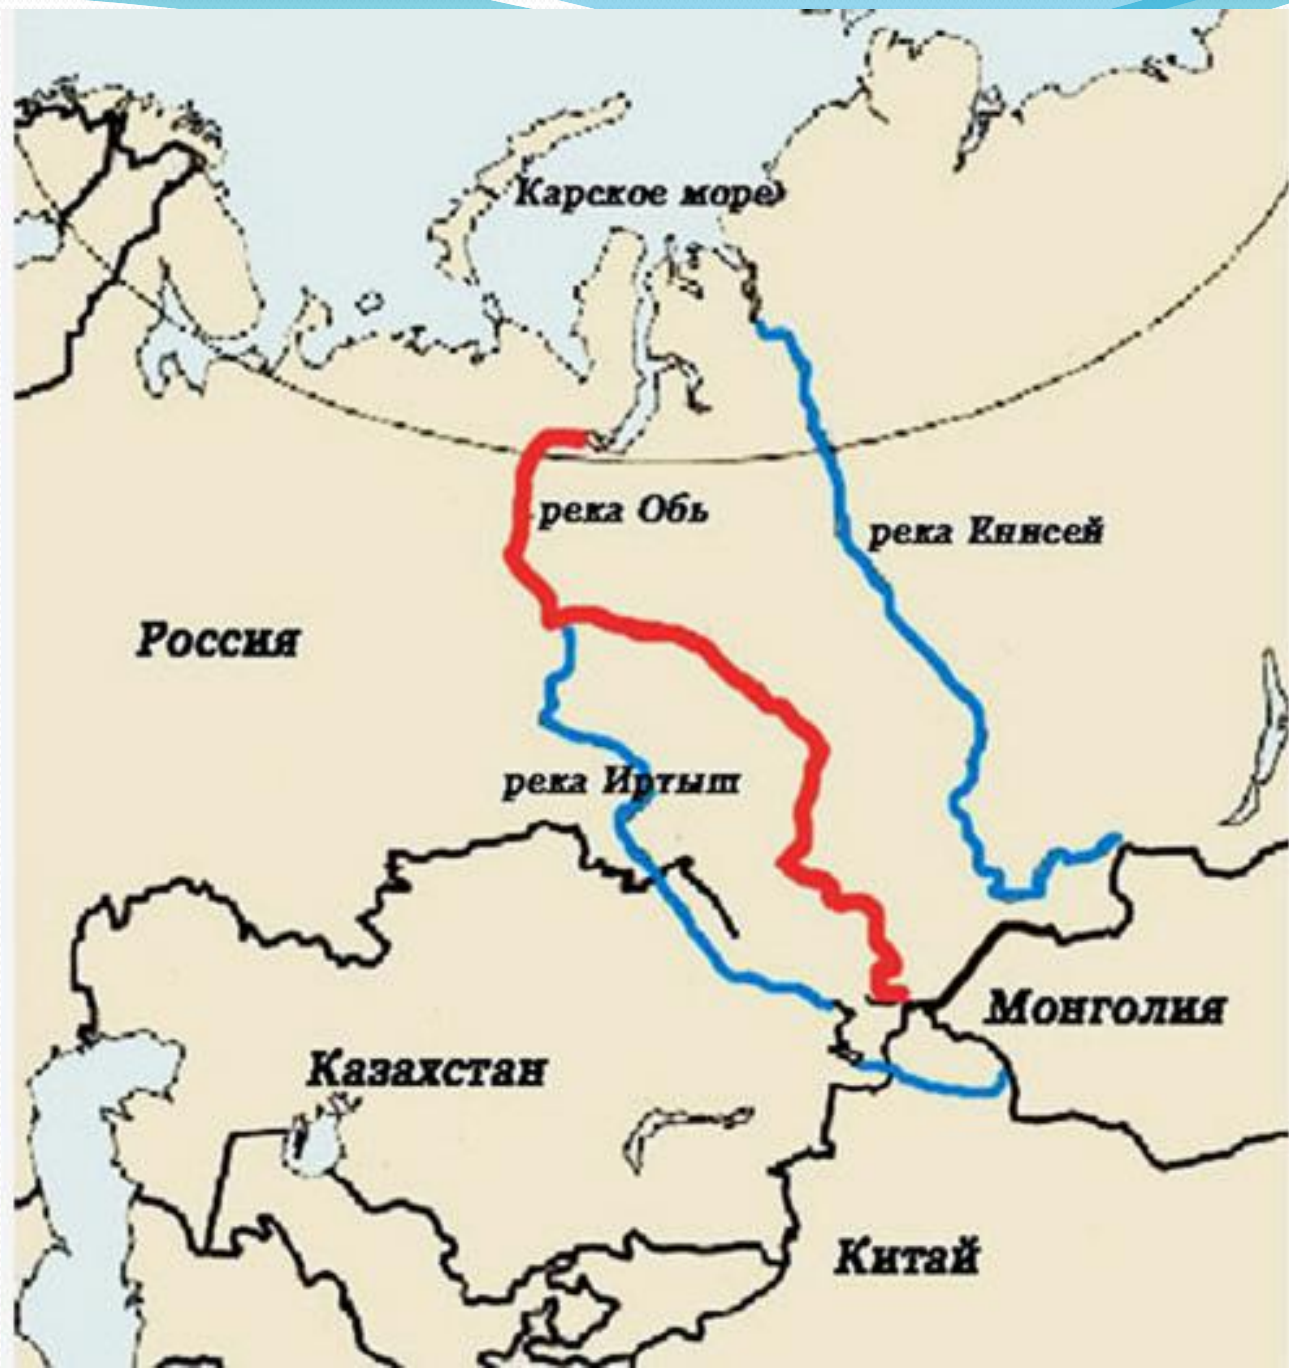 Карское море
река Обь
река Енисей
Россия
река Иртыш
Монголия
Казахстан
Китай